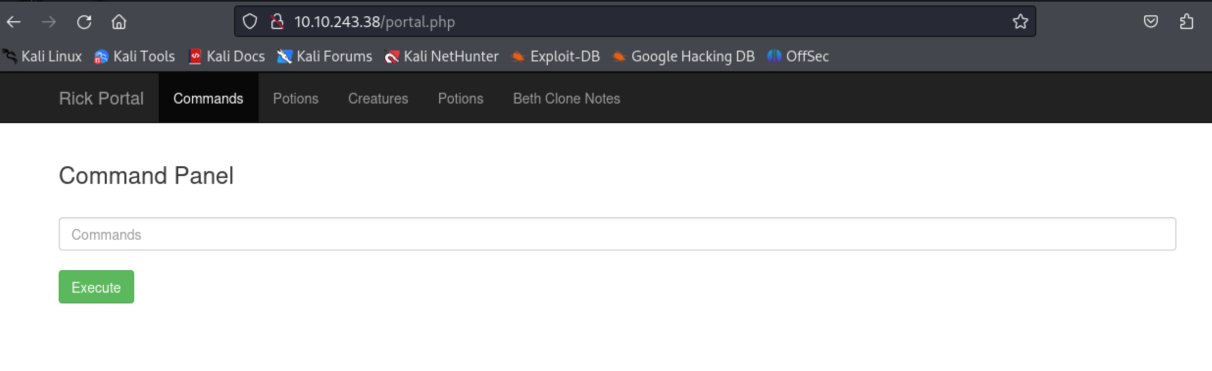 10.10.243.38/portal.php
Kali Linux Kali Tools Kali Docs Kali Forums Kali NetHunter Exploit-DB Google Hacking DB OffSec
Rick Portal Commands Potions Creatures Potions Beth Clone Notes
Command Panel
Commands
Execute